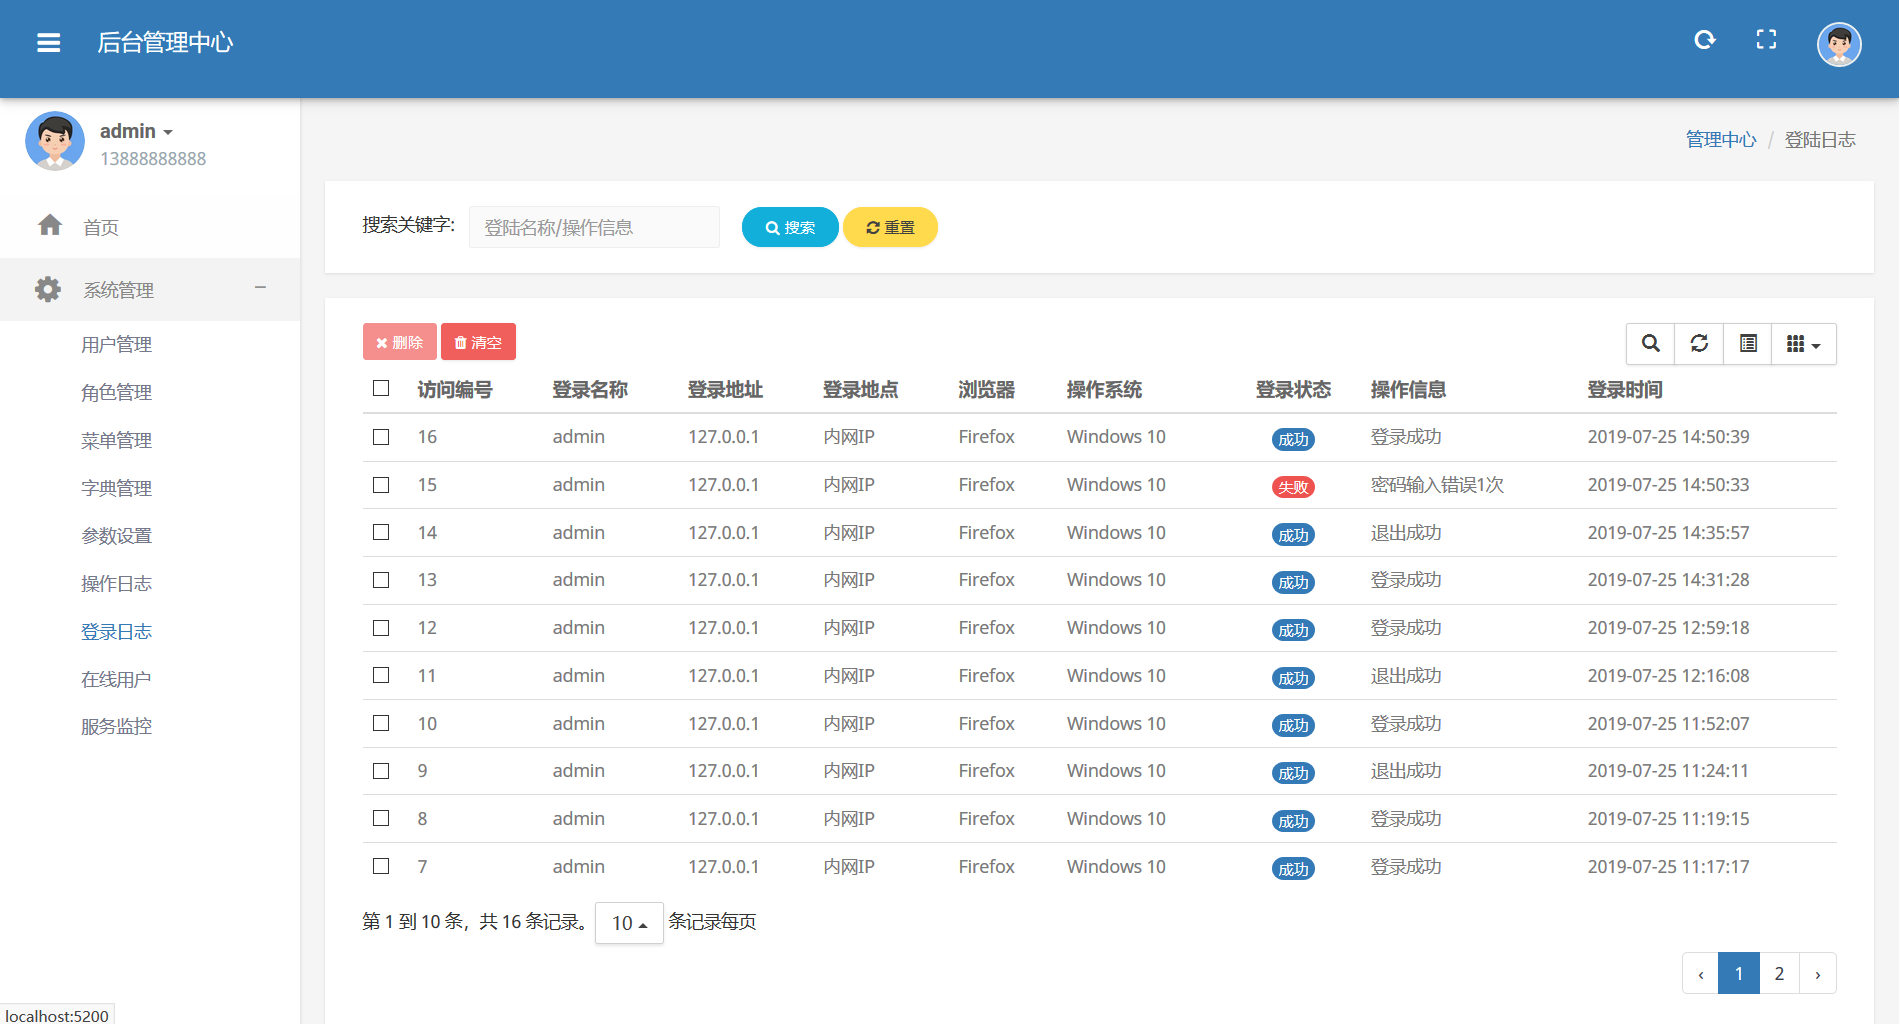 后台管理中心
admin
13888888888
首页
系统管理
用户管理
角色管理
菜单管理
字典管理
参数设置
操作日志
登录日志
在线用户
服务监控
管理中心 / 登陆日志
搜索关键字: 登陆名称/操作信息 搜索 重置
删除 清空
访问编号 登录名称 登录地址 登录地点 浏览器 操作系统 登录状态 操作信息 登录时间
16 admin 127.0.0.1 内网IP Firefox Windows 10 成功 登录成功 2019-07-25 14:50:39
15 admin 127.0.0.1 内网IP Firefox Windows 10 失败 密码输入错误1次 2019-07-25 14:50:33
14 admin 127.0.0.1 内网IP Firefox Windows 10 成功 退出成功 2019-07-25 14:35:57
13 admin 127.0.0.1 内网IP Firefox Windows 10 成功 登录成功 2019-07-25 14:31:28
12 admin 127.0.0.1 内网IP Firefox Windows 10 成功 登录成功 2019-07-25 12:59:18
11 admin 127.0.0.1 内网IP Firefox Windows 10 成功 退出成功 2019-07-25 12:16:08
10 admin 127.0.0.1 内网IP Firefox Windows 10 成功 登录成功 2019-07-25 11:52:07
9 admin 127.0.0.1 内网IP Firefox Windows 10 成功 退出成功 2019-07-25 11:24:11
8 admin 127.0.0.1 内网IP Firefox Windows 10 成功 登录成功 2019-07-25 11:19:15
7 admin 127.0.0.1 内网IP Firefox Windows 10 成功 登录成功 2019-07-25 11:17:17
第 1 到 10 条，共 16 条记录。 10 条记录每页
‹ 1 2 ›
localhost:5200